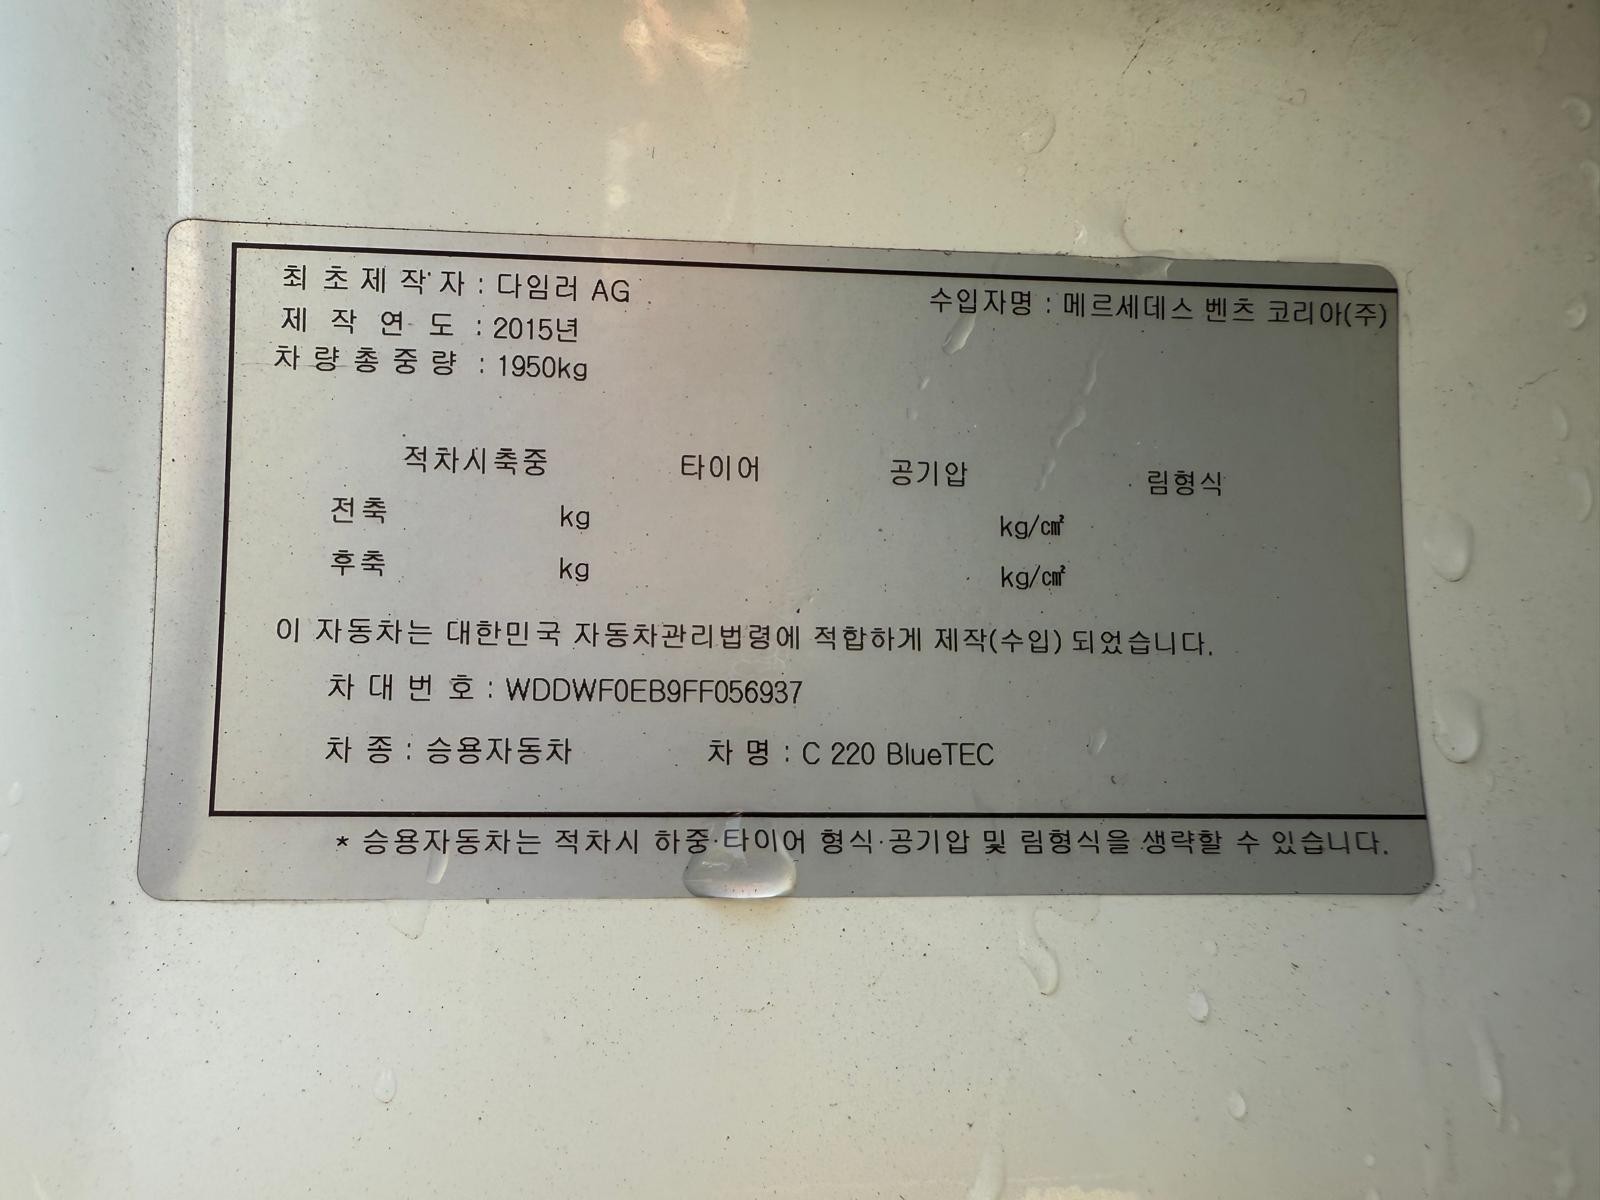 최초제작자 : 다임러 AG
수입자명 : 메르세데스 벤츠 코리아(주)
제작연도 : 2015년
차량총중량 : 1950kg
적차시축중 타이어 공기압 림형식
전축 kg kg/㎠
후축 kg kg/㎠
이 자동차는 대한민국 자동차관리법령에 적합하게 제작(수입) 되었습니다.
차대번호 : WDDWF0EB9FF056937
차종 : 승용자동차 차명 : C 220 BlueTEC
* 승용자동차는 적차시 하중·타이어 형식·공기압 및 림형식을 생략할 수 있습니다.